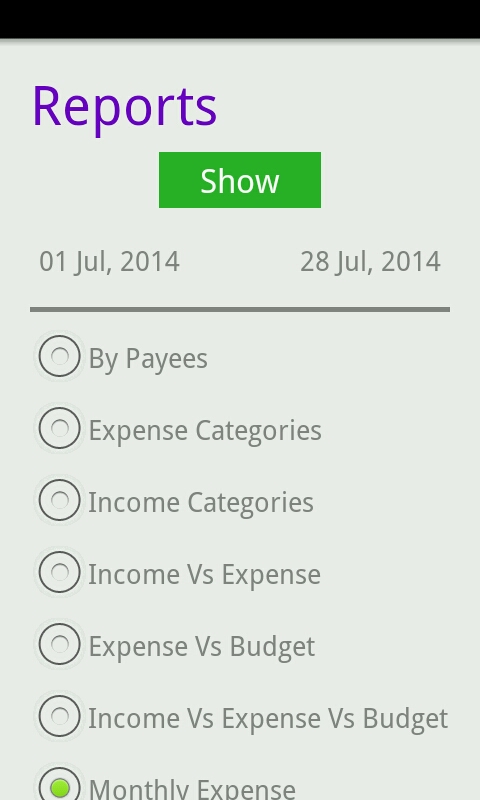 Reports
Show
01 Jul, 2014
28 Jul, 2014
By Payees
Expense Categories
Income Categories
Income Vs Expense
Expense Vs Budget
Income Vs Expense Vs Budget
Monthly Expense